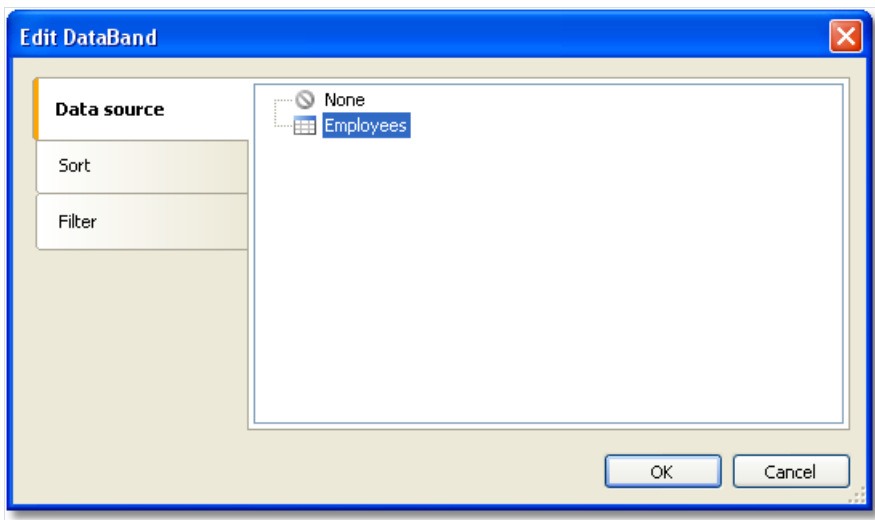 Edit DataBand
Data source
None
Employees
Sort
Filter
OK
Cancel